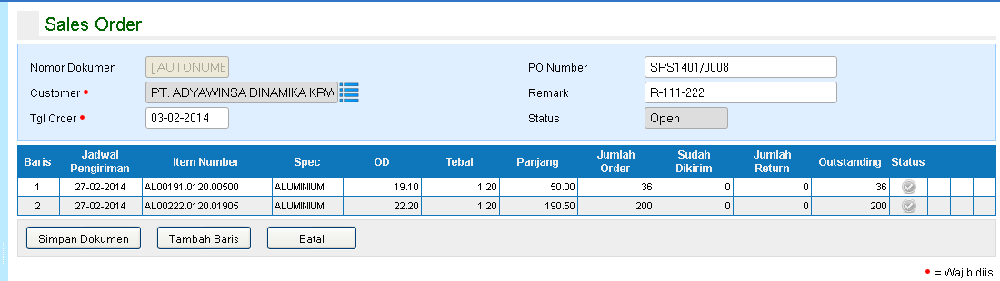 Sales Order
Nomor Dokumen [ AUTONUME PO Number SPS1401/0008
Customer • PT. ADYAWINSA DINAMIKA KRW Remark R-111-222
Tgl Order • 03-02-2014 Status Open
Baris Jadwal Pengiriman Item Number Spec OD Tebal Panjang Jumlah Order Sudah Dikirim Jumlah Return Outstanding Status
1 27-02-2014 AL00191.0120.00500 ALUMINIUM 19.10 1.20 50.00 36 0 0 36
2 27-02-2014 AL00222.0120.01905 ALUMINIUM 22.20 1.20 190.50 200 0 0 200
Simpan Dokumen Tambah Baris Batal
• = Wajib diisi